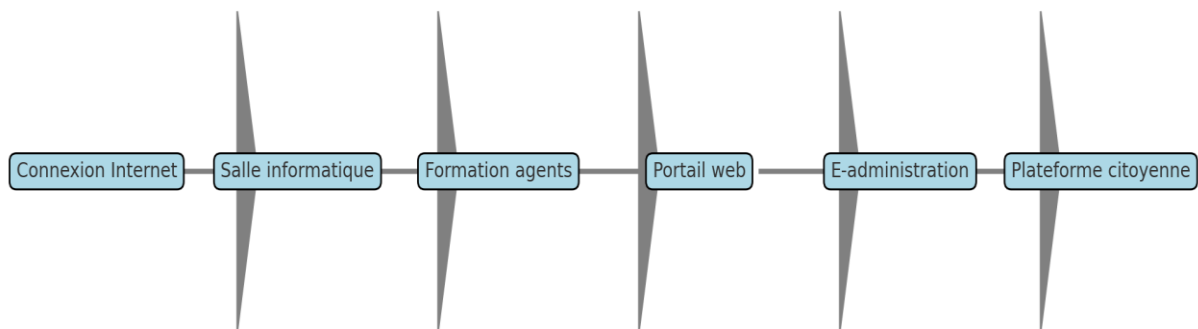 Connexion Internet
Salle informatique
Formation agents
Portail web
E-administration
Plateforme citoyenne